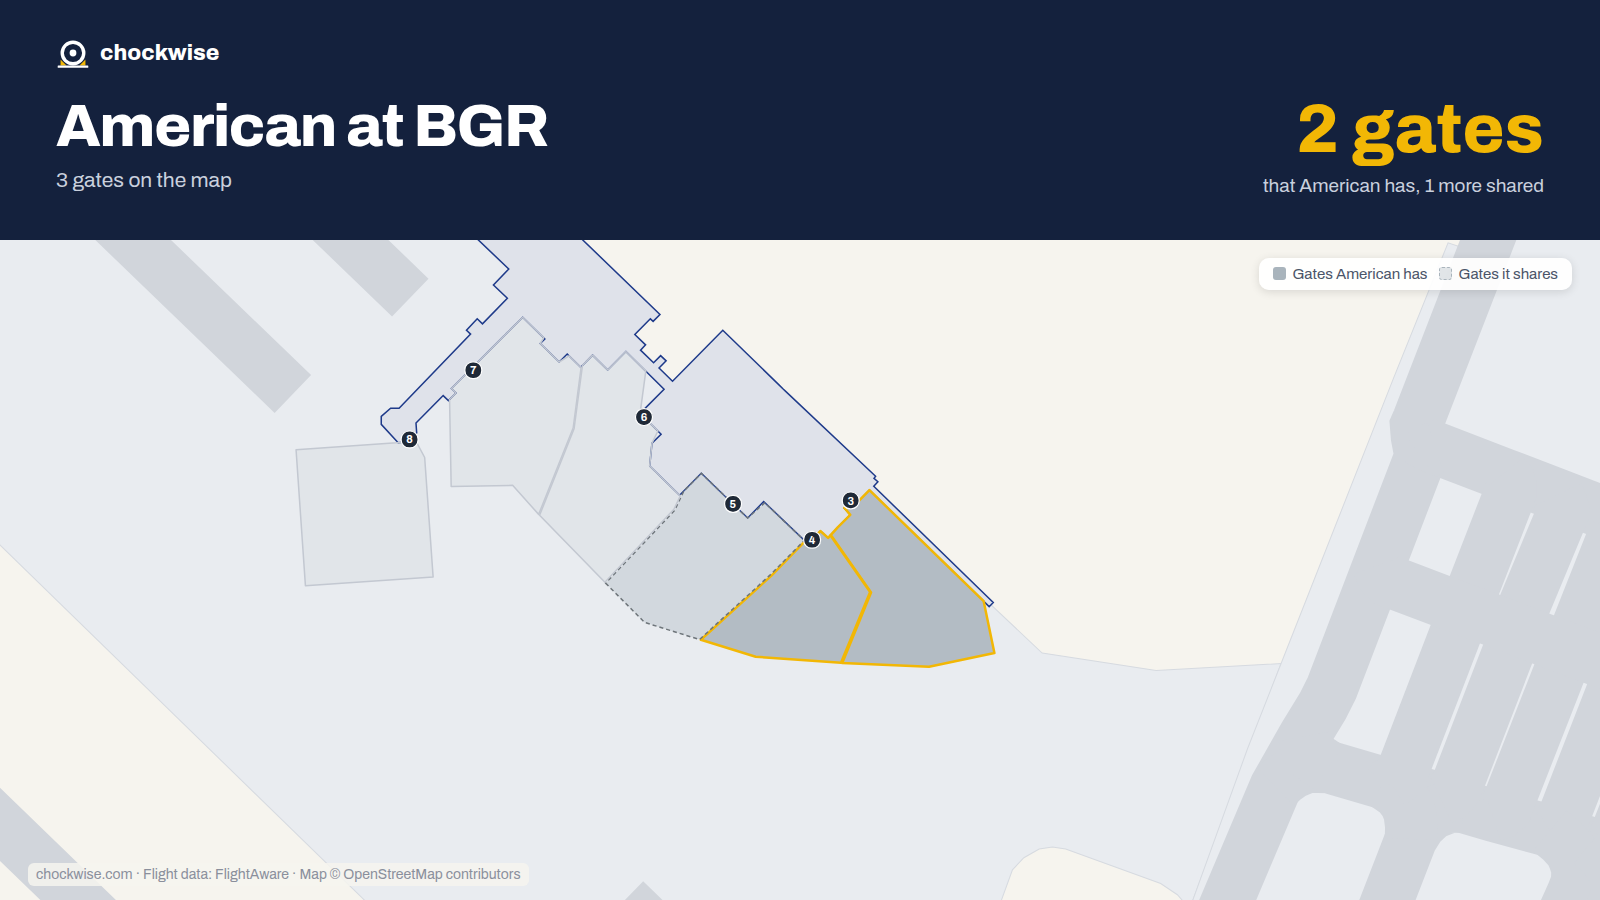 chockwise
American at BGR
3 gates on the map
2 gates
that American has, 1 more shared
Gates American has
Gates it shares
7
6
8
5
3
4
chockwise.com · Flight data: FlightAware · Map © OpenStreetMap contributors